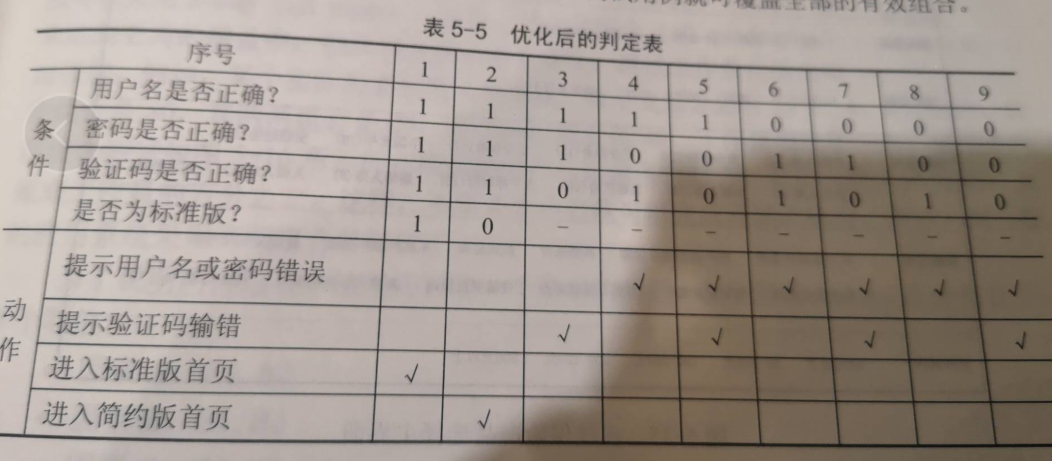 就可覆盖全部的有效组合。
表 5-5 优化后的判定表
序号 1 2 3 4 5 6 7 8 9
条件
用户名是否正确? 1 1 1 1 1 0 0 0 0
密码是否正确? 1 1 1 0 0 1 1 0 0
验证码是否正确? 1 1 0 1 0 1 0 1 0
是否为标准版? 1 0 – – – – – – –
动作
提示用户名或密码错误 √ √ √ √ √ √
提示验证码输错 √ √ √ √
进入标准版首页 √
进入简约版首页 √